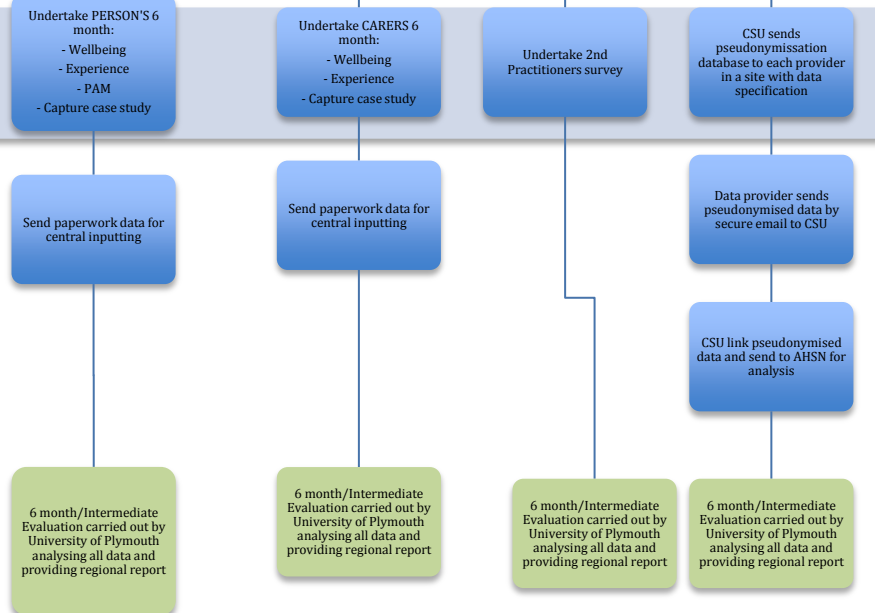 Undertake PERSON'S 6
month:
- Wellbeing
- Experience
- PAM
- Capture case study
Undertake CARERS 6
month:
- Wellbeing
- Experience
- Capture case study
Undertake 2nd
Practitioners survey
CSU sends
pseudonymissation
database to each provider
in a site with data
specification
Send paperwork data for
central inputting
Send paperwork data for
central inputting
Data provider sends
pseudonymised data by
secure email to CSU
CSU link pseudonymised
data and send to AHSN for
analysis
6 month/Intermediate
Evaluation carried out by
University of Plymouth
analysing all data and
providing regional report
6 month/Intermediate
Evaluation carried out by
University of Plymouth
analysing all data and
providing regional report
6 month/Intermediate
Evaluation carried out by
University of Plymouth
analysing all data and
providing regional report
6 month/Intermediate
Evaluation carried out by
University of Plymouth
analysing all data and
providing regional report